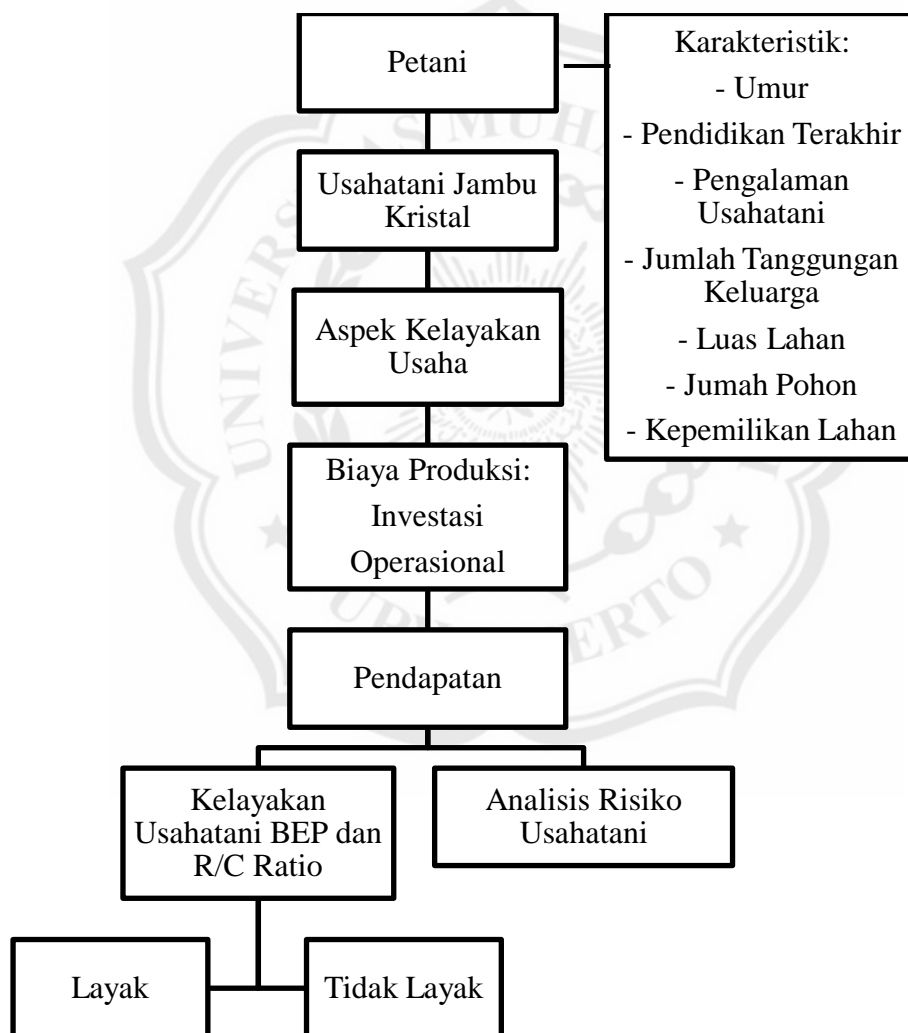 Petani
Karakteristik:
- Umur
- Pendidikan Terakhir
- Pengalaman
Usahatani
- Jumlah Tanggungan
Keluarga
- Luas Lahan
- Jumah Pohon
- Kepemilikan Lahan
Usahatani Jambu
Kristal
Aspek Kelayakan
Usaha
Biaya Produksi:
Investasi
Operasional
Pendapatan
Kelayakan
Usahatani BEP dan
R/C Ratio
Analisis Risiko
Usahatani
Layak
Tidak Layak